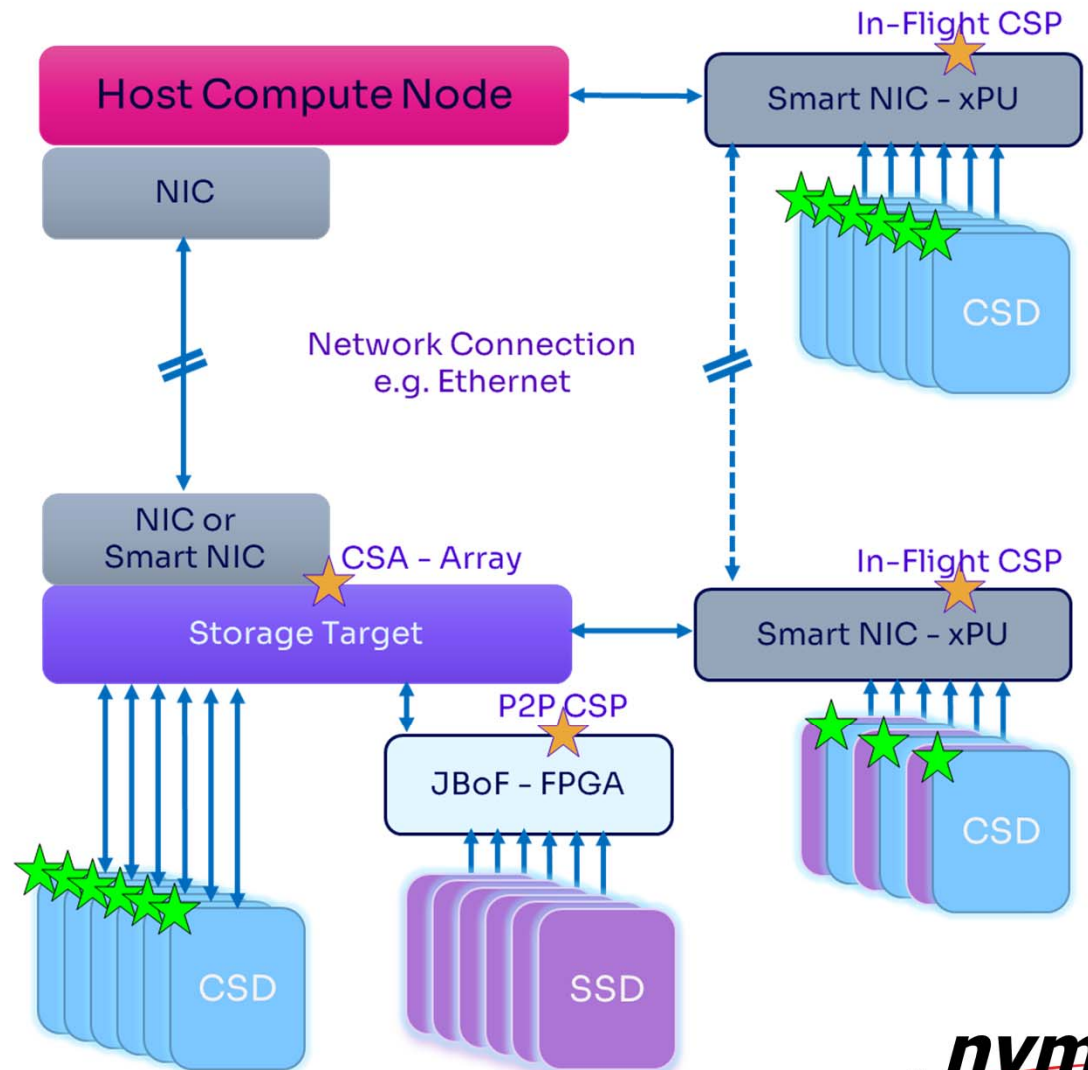 In-Flight CSP
Host Compute Node
Smart NIC - xPU
NIC
CSD
Network Connection
e.g. Ethernet
NIC or
Smart NIC
CSA - Array
In-Flight CSP
Storage Target
Smart NIC - xPU
P2P CSP
JBoF - FPGA
CSD
CSD
SSD
nvm